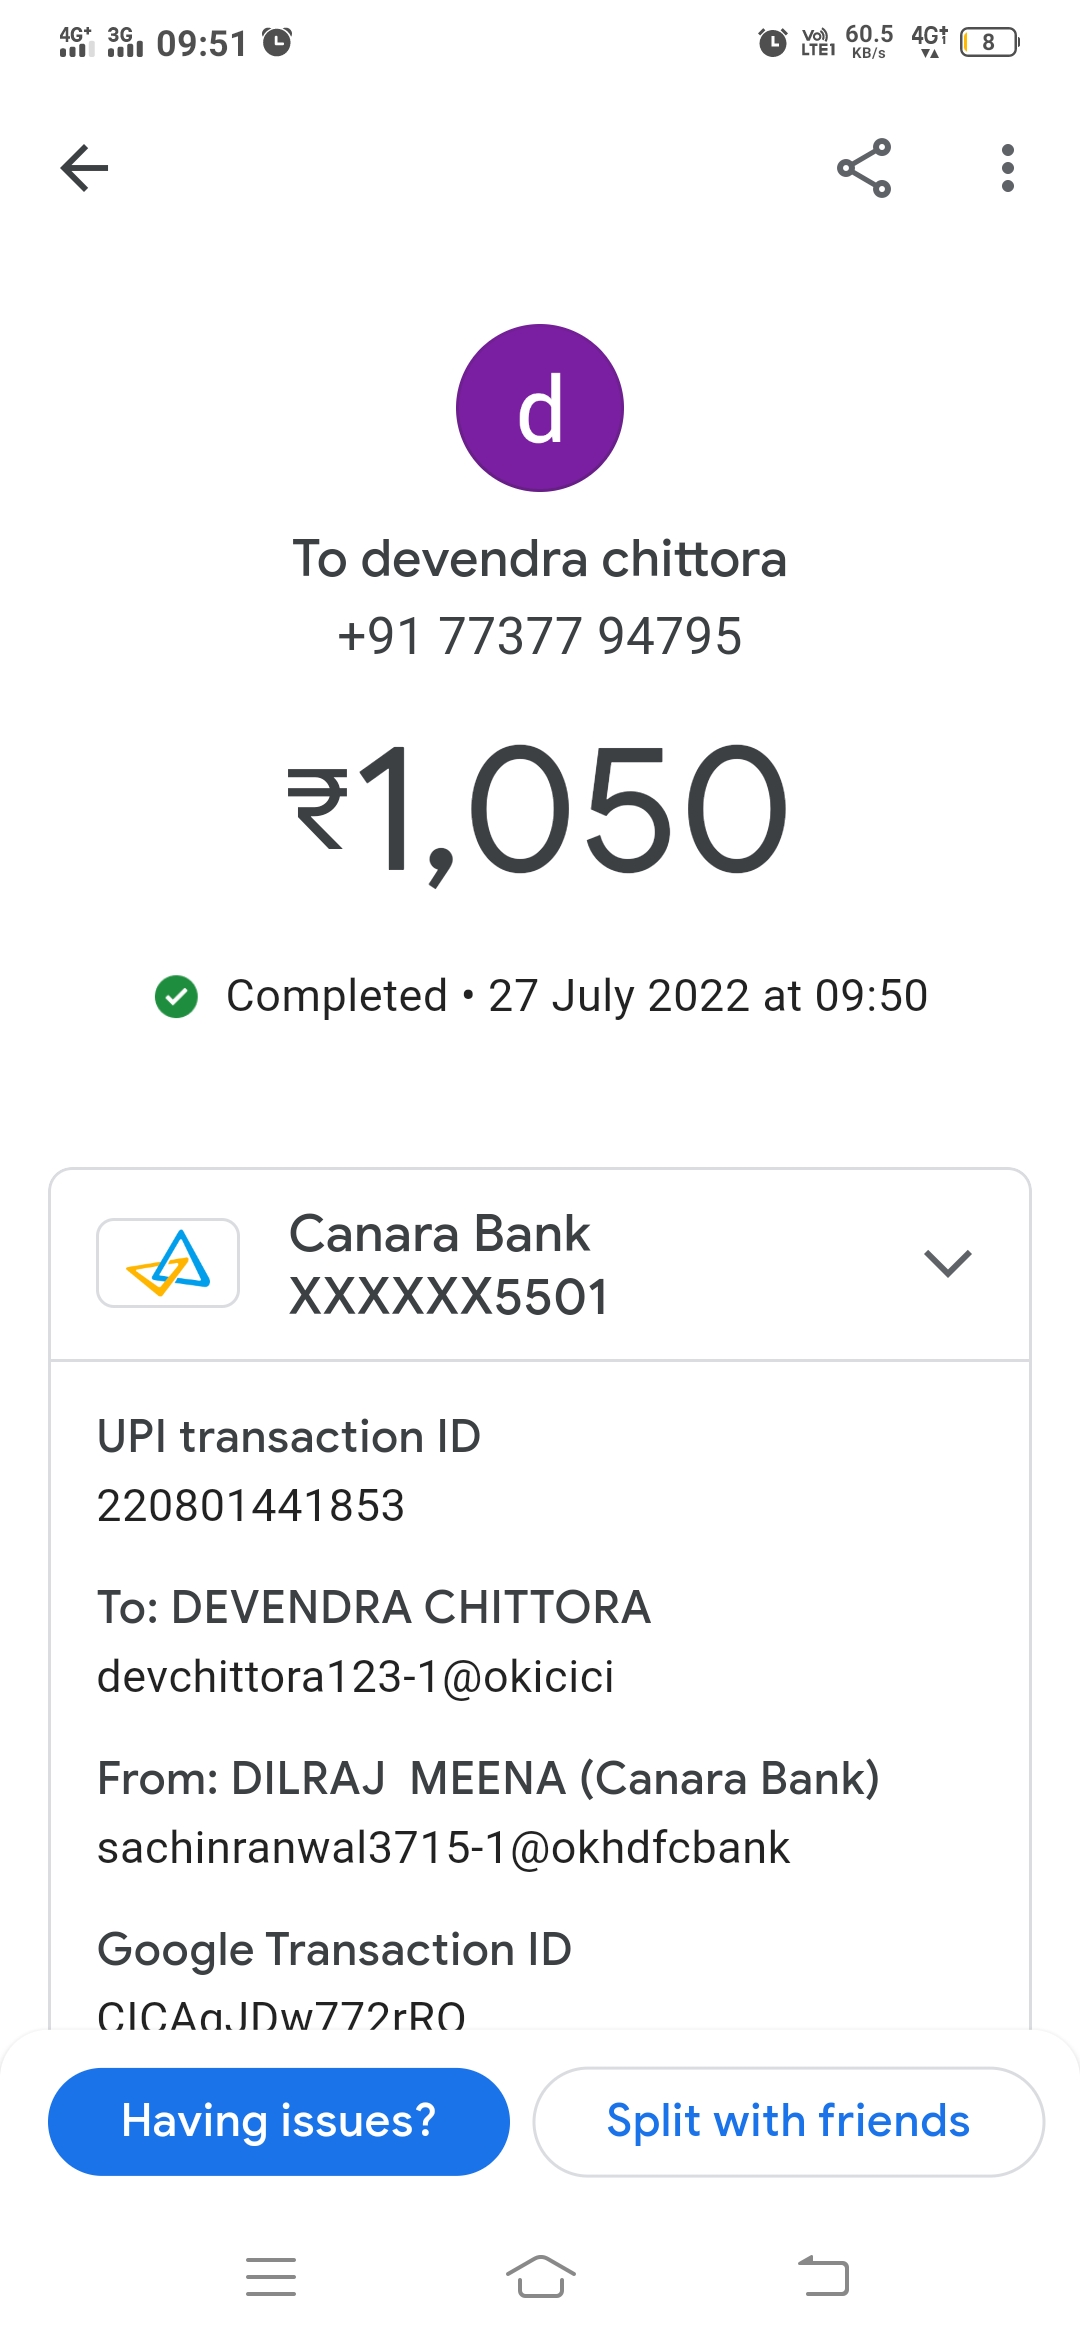 4G+ 3G 09:51 Vo) LTE1 60.5 KB/s 4G+ 8
d
To devendra chittora
+91 77377 94795
₹1,050
Completed • 27 July 2022 at 09:50
Canara Bank
XXXXXX5501
UPI transaction ID
220801441853
To: DEVENDRA CHITTORA
devchittora123-1@okicici
From: DILRAJ  MEENA (Canara Bank)
sachinranwal3715-1@okhdfcbank
Google Transaction ID
Having issues? Split with friends